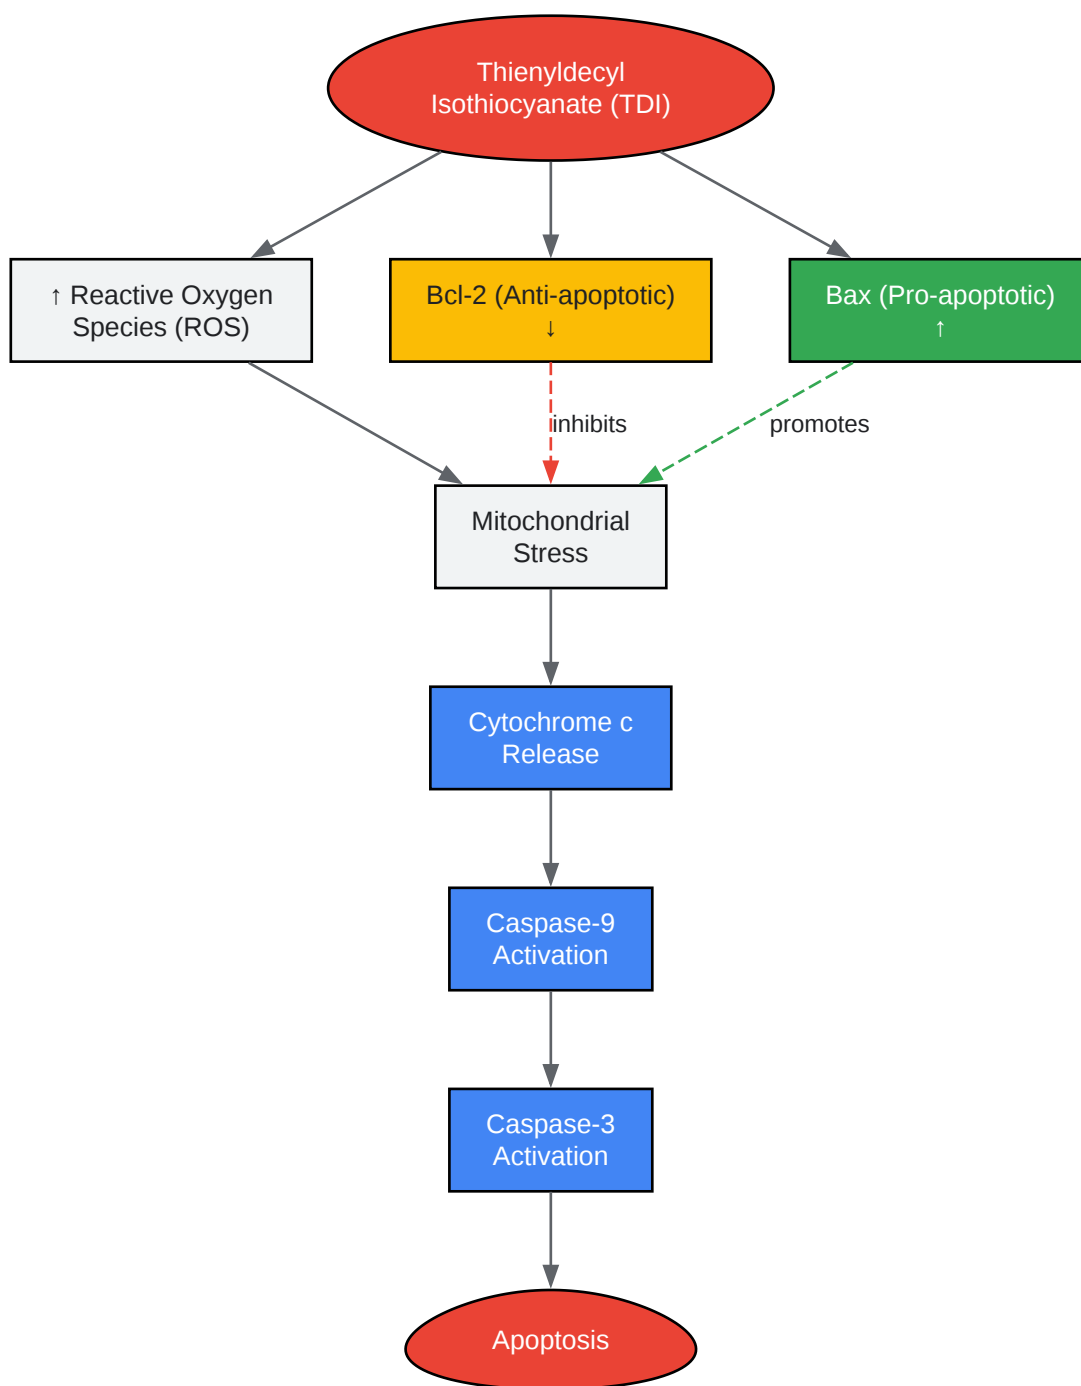 Thienyldecyl
Isothiocyanate (TDI)
↑ Reactive Oxygen
Species (ROS)
Bcl-2 (Anti-apoptotic)
↓
Bax (Pro-apoptotic)
↑
inhibits
promotes
Mitochondrial
Stress
Cytochrome c
Release
Caspase-9
Activation
Caspase-3
Activation
Apoptosis